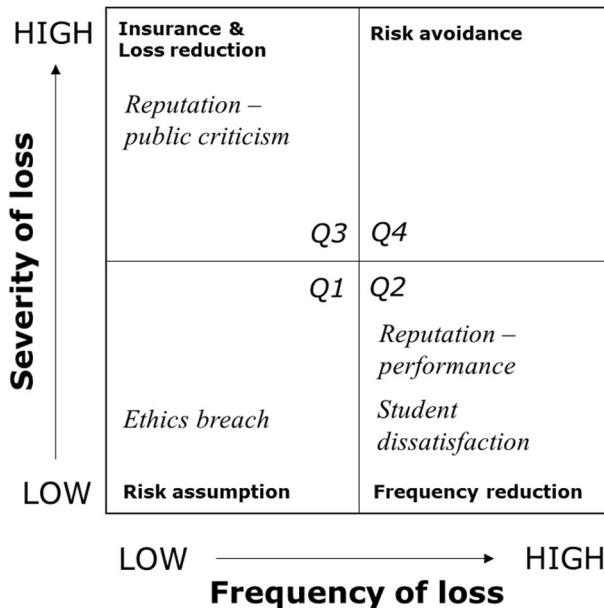 HIGH
Insurance &
Loss reduction
Risk avoidance
Reputation –
public criticism
Q3
Q4
Severity of loss
Q1
Q2
Reputation –
performance
Ethics breach
Student
dissatisfaction
LOW
Risk assumption
Frequency reduction
LOW
HIGH
Frequency of loss